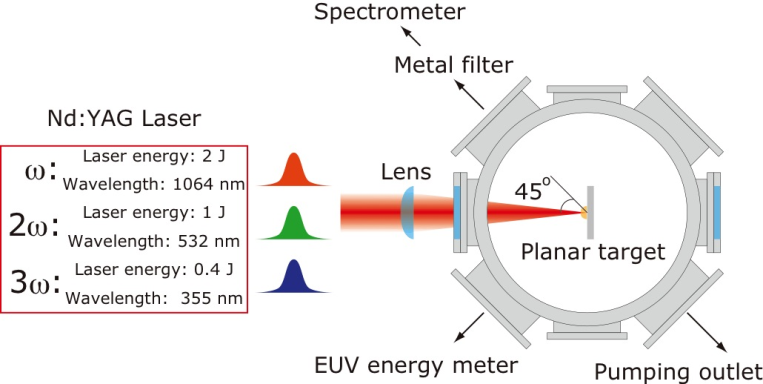 Spectrometer
Metal filter
Nd:YAG Laser
ω: Laser energy: 2 J
Wavelength: 1064 nm
2ω: Laser energy: 1 J
Wavelength: 532 nm
3ω: Laser energy: 0.4 J
Wavelength: 355 nm
Lens
45°
Planar target
EUV energy meter
Pumping outlet